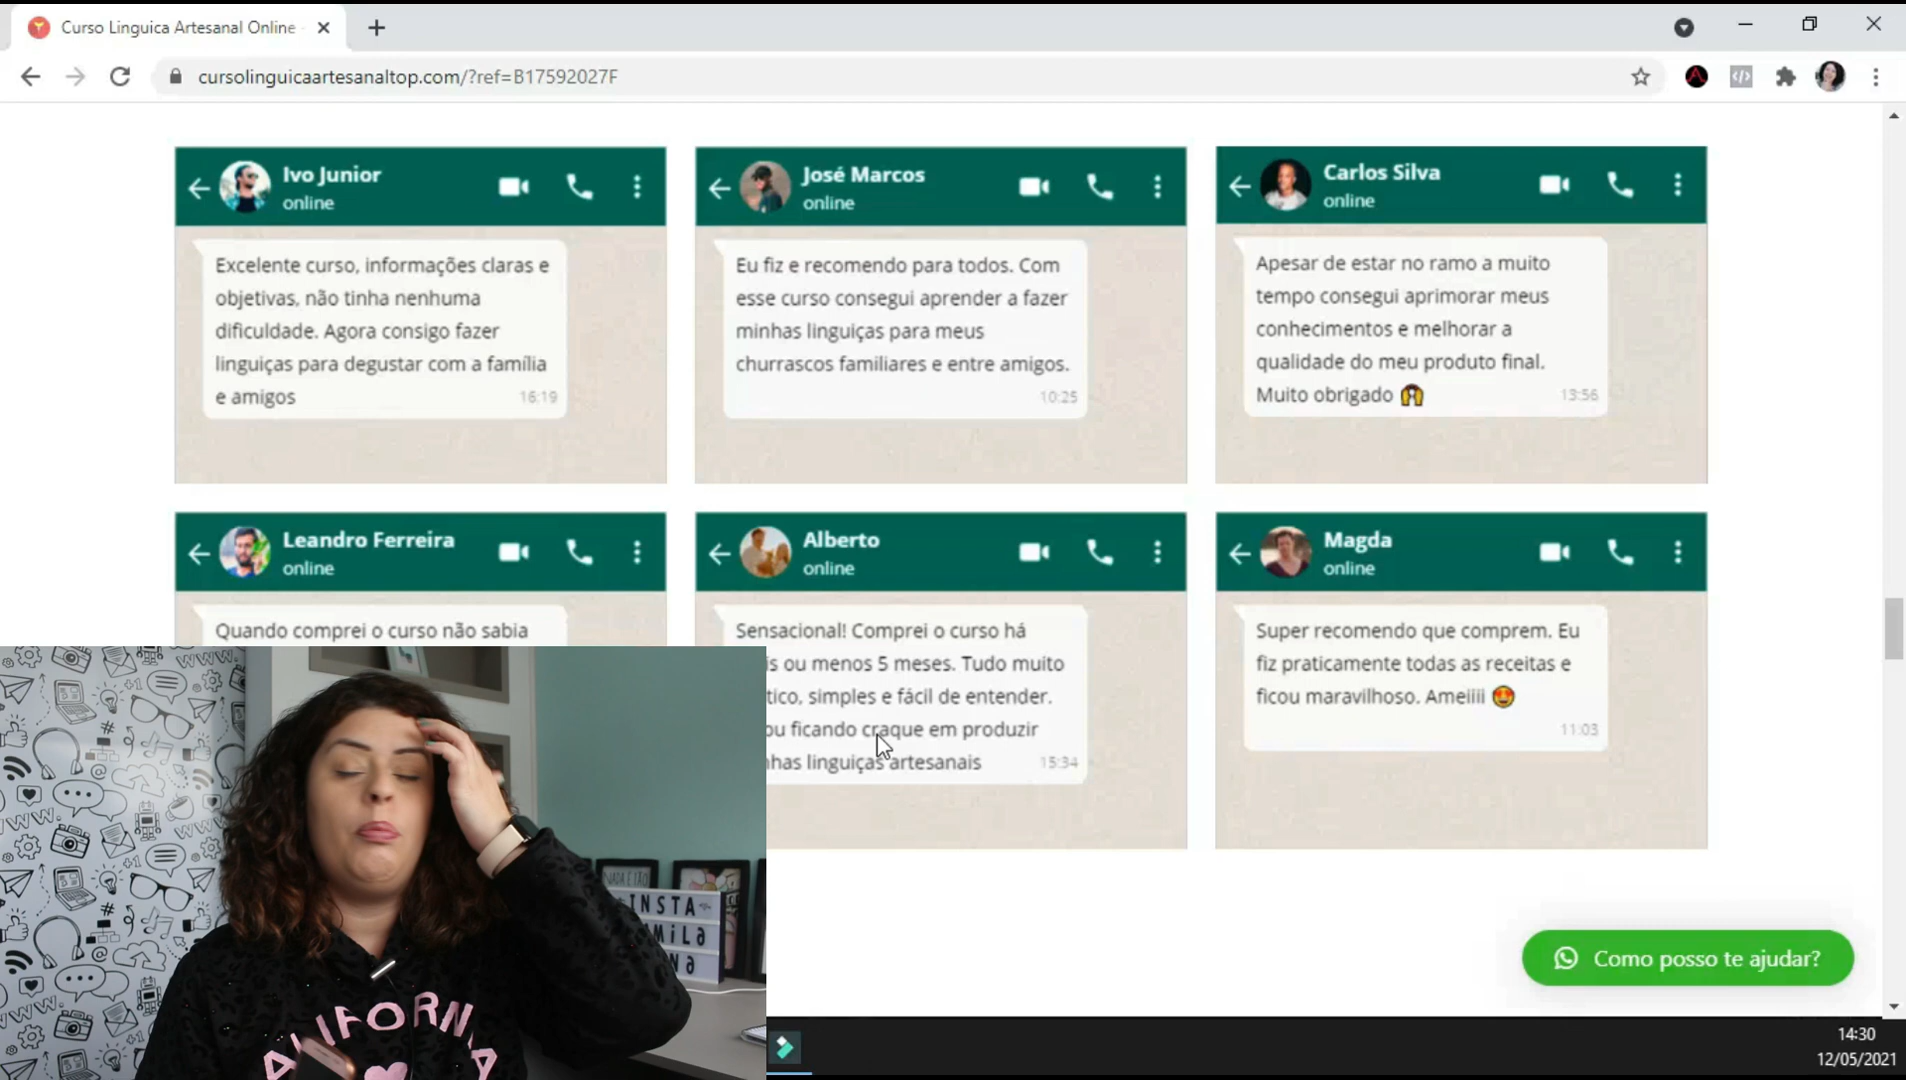 Curso Linguica Artesanal Online
cursolinguicaartesanaltop.com/?ref=B17592027F
Ivo Junior
online
Excelente curso, informações claras e
objetivas, não tinha nenhuma
dificuldade. Agora consigo fazer
linguiças para degustar com a família
e amigos
16:19
José Marcos
online
Eu fiz e recomendo para todos. Com
esse curso consegui aprender a fazer
minhas linguiças para meus
churrascos familiares e entre amigos.
10:25
Carlos Silva
online
Apesar de estar no ramo a muito
tempo consegui aprimorar meus
conhecimentos e melhorar a
qualidade do meu produto final.
Muito obrigado
13:56
Leandro Ferreira
online
Quando comprei o curso não sabia
Alberto
online
Sensacional! Comprei o curso há
is ou menos 5 meses. Tudo muito
tico, simples e fácil de entender.
ou ficando craque em produzir
has linguiças artesanais
15:34
Magda
online
Super recomendo que comprem. Eu
fiz praticamente todas as receitas e
ficou maravilhoso. Ameiiii
11:03
Como posso te ajudar?
INSTA
14:30
12/05/2021